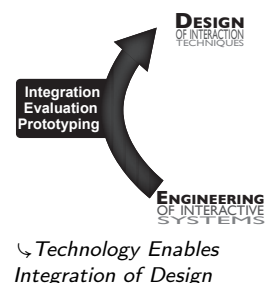 DESIGN
OF INTERACTION
TECHNIQUES
Integration
Evaluation
Prototyping
ENGINEERING
OF INTERACTIVE
SYSTEMS
↪Technology Enables
Integration of Design